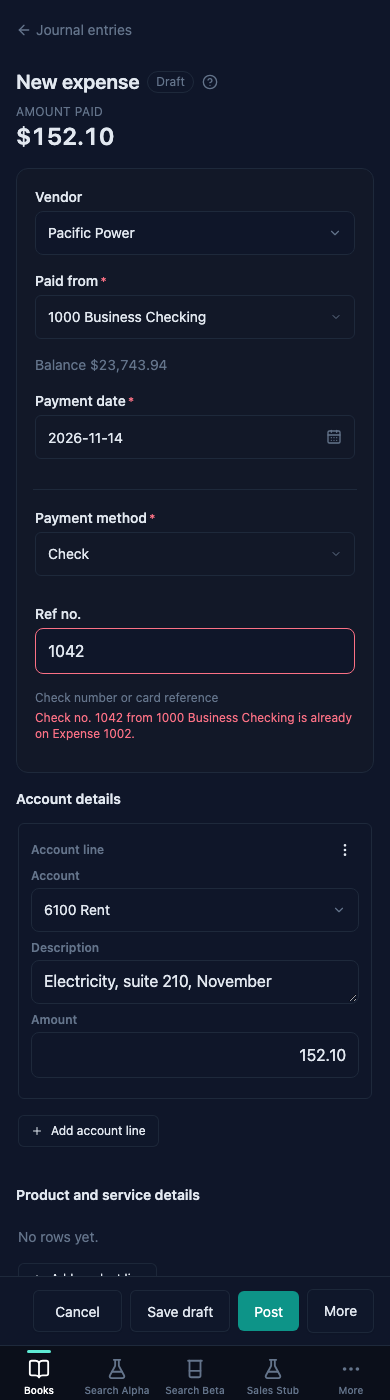 Journal entries
New expense Draft
AMOUNT PAID
$152.10
Vendor
Pacific Power
Paid from *
1000 Business Checking
Balance $23,743.94
Payment date *
2026-11-14
Payment method *
Check
Ref no.
1042
Check number or card reference
Check no. 1042 from 1000 Business Checking is already
on Expense 1002.
Account details
Account line
Account
6100 Rent
Description
Electricity, suite 210, November
Amount
152.10
+ Add account line
Product and service details
No rows yet.
Cancel Save draft Post More
Books Search Alpha Search Beta Sales Stub More